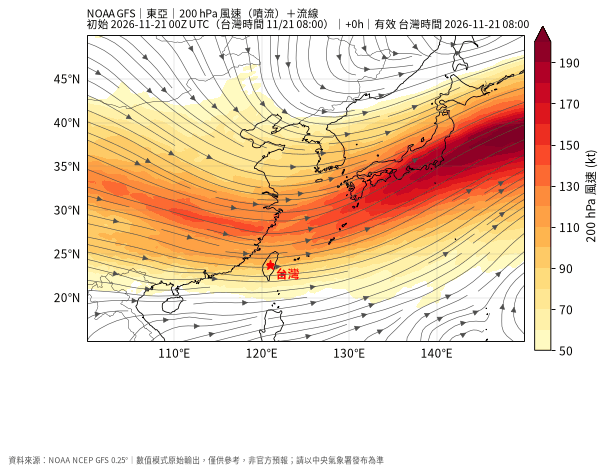 NOAA GFS｜東亞｜200 hPa 風速（噴流）＋流線
初始 2026-11-21 00Z UTC（台灣時間 11/21 08:00）｜+0h｜有效 台灣時間 2026-11-21 08:00
45°N
40°N
35°N
30°N
25°N
20°N
110°E
120°E
130°E
140°E
台灣
190
170
150
130
110
90
70
50
200 hPa 風速 (kt)
資料來源：NOAA NCEP GFS 0.25°｜數值模式原始輸出，僅供參考，非官方預報；請以中央氣象署發布為準